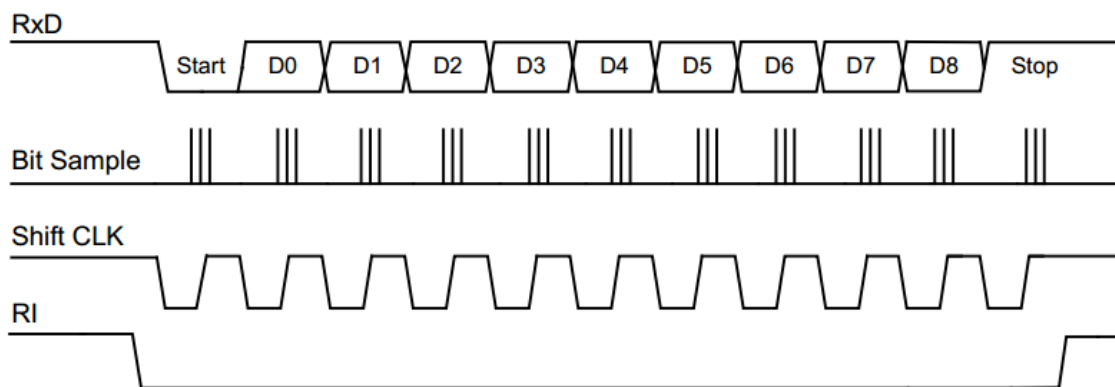 RxD
Start D0 D1 D2 D3 D4 D5 D6 D7 D8 Stop
Bit Sample
Shift CLK
RI